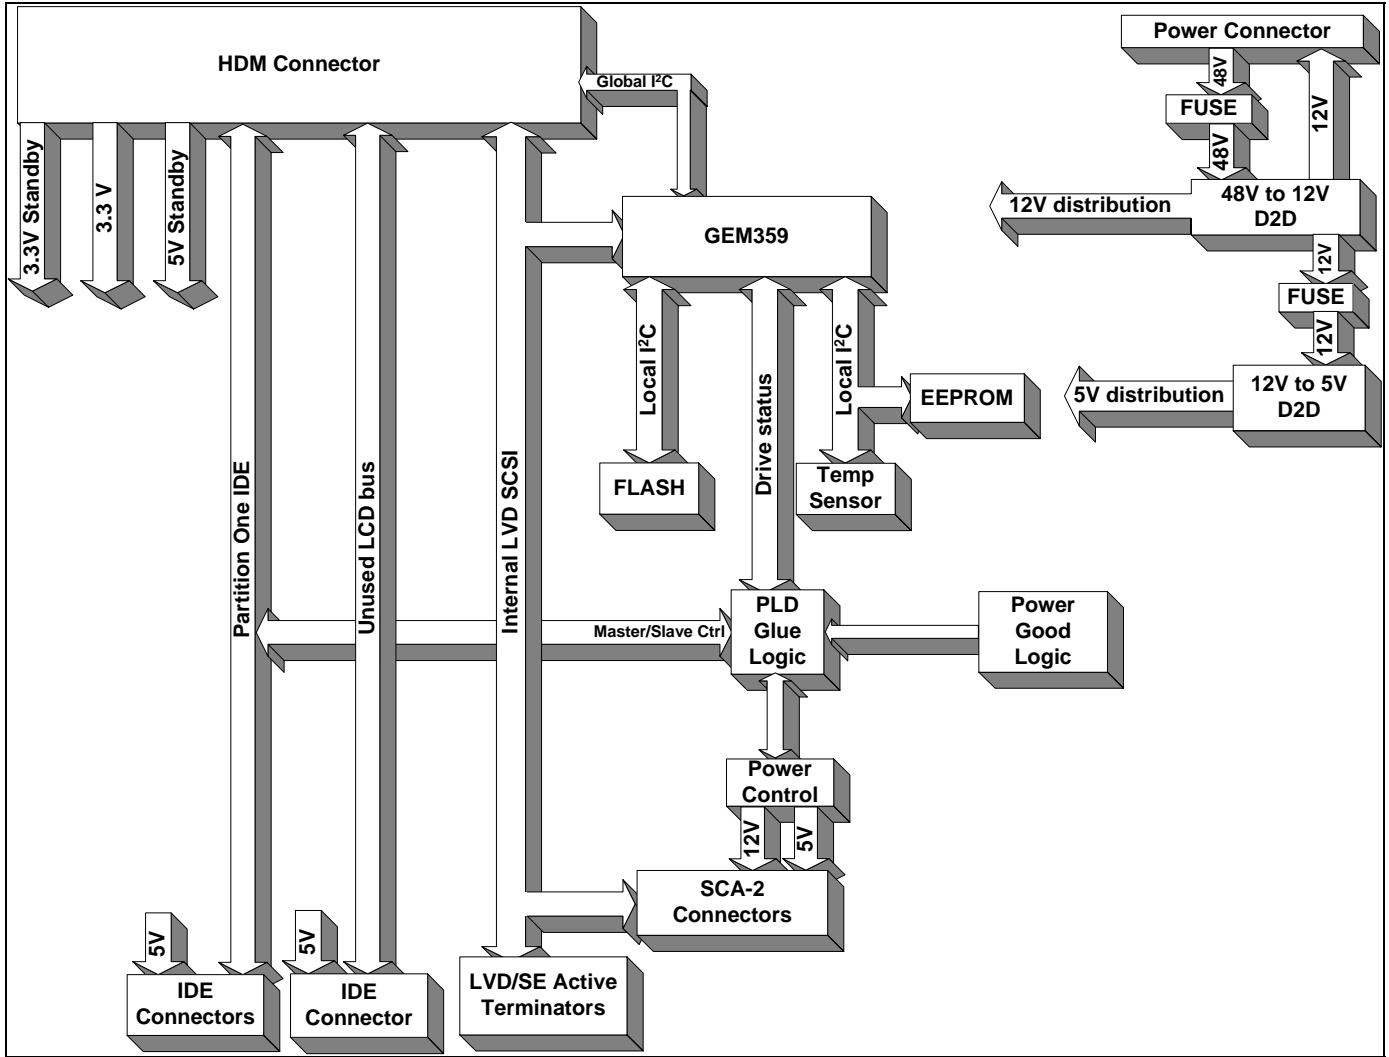 HDM Connector
Global I²C
Power Connector
48V
FUSE
48V
12V
48V to 12V
D2D
12V distribution
12V
FUSE
12V
12V to 5V
D2D
5V distribution
3.3V Standby
3.3 V
5V Standby
GEM359
Local I²C
Drive status
Local I²C
EEPROM
FLASH
Temp
Sensor
Partition One IDE
Unused LCD bus
Internal LVD SCSI
Master/Slave Ctrl
PLD
Glue
Logic
Power
Good
Logic
Power
Control
12V
5V
SCA-2
Connectors
5V
IDE
Connectors
5V
IDE
Connector
LVD/SE Active
Terminators